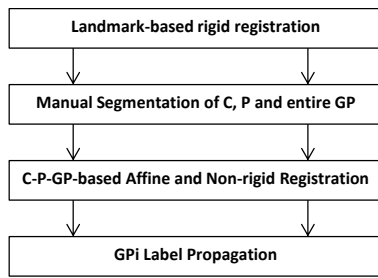 Landmark-based rigid registration
Manual Segmentation of C, P and entire GP
C-P-GP-based Affine and Non-rigid Registration
GPi Label Propagation